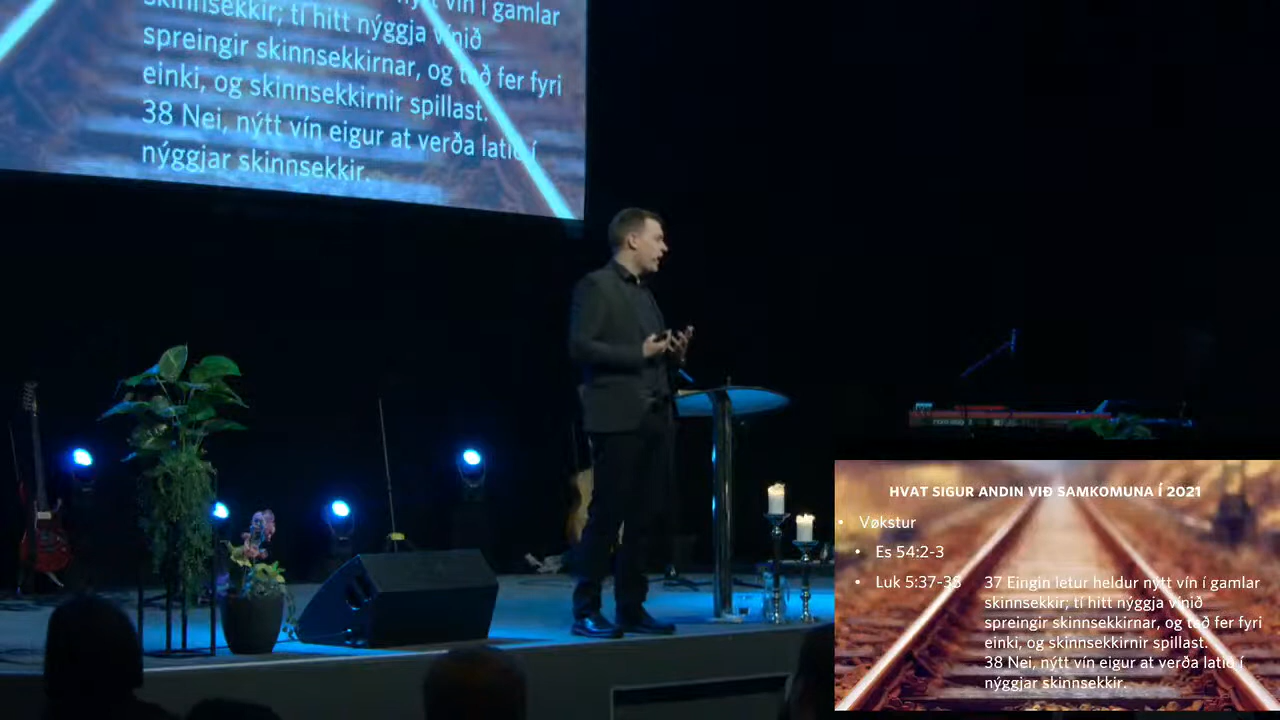 nýtt vín í gamlar
skinnsekkir; tí hitt nýggja vínið
spreingir skinnsekkirnar, og tað fer fyri
einki, og skinnsekkirnir spillast.
38 Nei, nýtt vín eigur at verða latið í
nýggjar skinnsekkir.
HVAT SIGUR ANDIN VIÐ SAMKOMUNA Í 2021
• Vøkstur
• Es 54:2-3
• Luk 5:37-38
37 Eingin letur heldur nýtt vín í gamlar
skinnsekkir; tí hitt nýggja vínið
spreingir skinnsekkirnar, og tað fer fyri
einki, og skinnsekkirnir spillast.
38 Nei, nýtt vín eigur at verða latið í
nýggjar skinnsekkir.